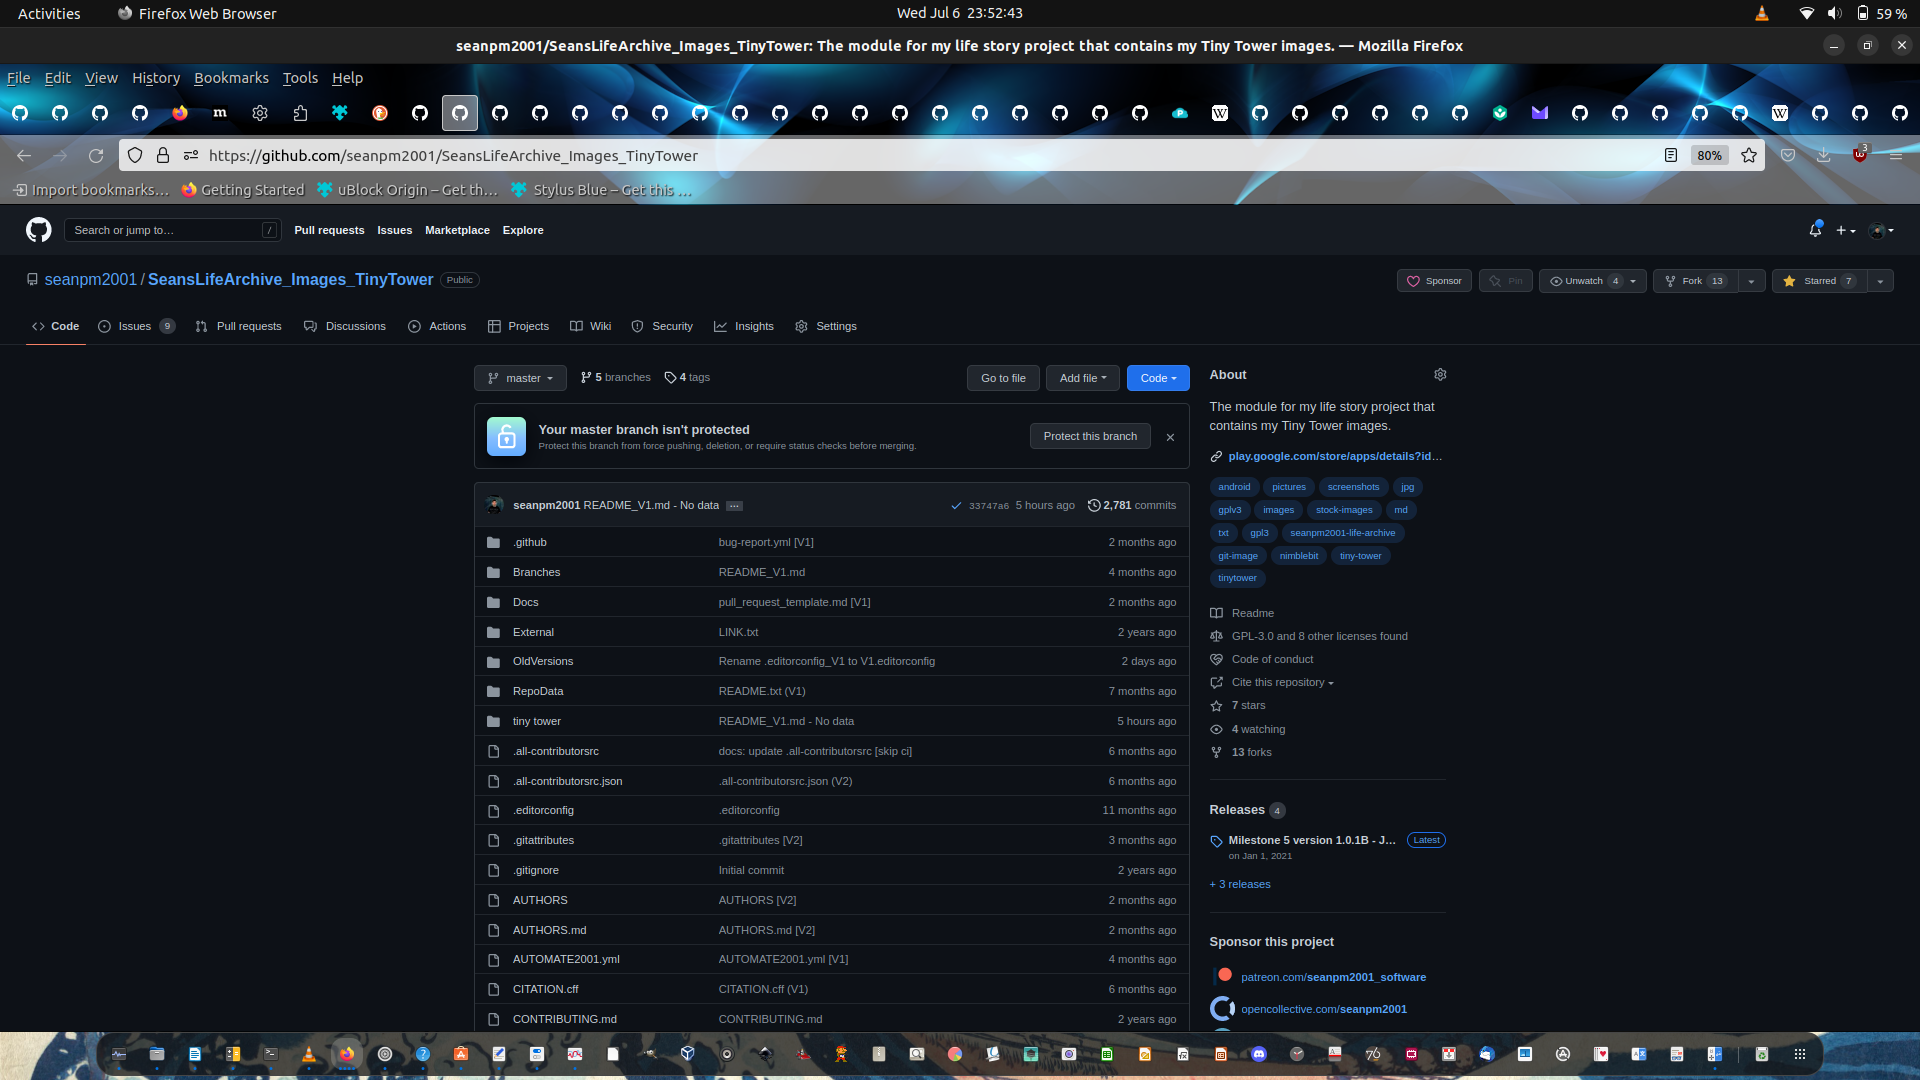 Activities
Firefox Web Browser
Wed Jul 6 23:52:43
59 %
seanpm2001/SeansLifeArchive_Images_TinyTower: The module for my life story project that contains my Tiny Tower images. — Mozilla Firefox
File Edit View History Bookmarks Tools Help
https://github.com/seanpm2001/SeansLifeArchive_Images_TinyTower
80%
3
Import bookmarks…
Getting Started
uBlock Origin – Get th…
Stylus Blue – Get this …
Search or jump to…
/
Pull requests Issues Marketplace Explore
seanpm2001 / SeansLifeArchive_Images_TinyTower Public
Sponsor
Pin
Unwatch 4
Fork 13
Starred 7
Code
Issues 9
Pull requests
Discussions
Actions
Projects
Wiki
Security
Insights
Settings
master
5 branches
4 tags
Go to file
Add file
Code
Your master branch isn't protected
Protect this branch from force pushing, deletion, or require status checks before merging.
Protect this branch
seanpm2001 README_V1.md - No data ... 33747a6 5 hours ago 2,781 commits
.github bug-report.yml [V1] 2 months ago
Branches README_V1.md 4 months ago
Docs pull_request_template.md [V1] 2 months ago
External LINK.txt 2 years ago
OldVersions Rename .editorconfig_V1 to V1.editorconfig 2 days ago
RepoData README.txt (V1) 7 months ago
tiny tower README_V1.md - No data 5 hours ago
.all-contributorsrc docs: update .all-contributorsrc [skip ci] 6 months ago
.all-contributorsrc.json .all-contributorsrc.json (V2) 6 months ago
.editorconfig .editorconfig 11 months ago
.gitattributes .gitattributes [V2] 3 months ago
.gitignore Initial commit 2 years ago
AUTHORS AUTHORS [V2] 2 months ago
AUTHORS.md AUTHORS.md [V2] 2 months ago
AUTOMATE2001.yml AUTOMATE2001.yml [V1] 4 months ago
CITATION.cff CITATION.cff (V1) 6 months ago
CONTRIBUTING.md CONTRIBUTING.md 2 years ago
About
The module for my life story project that
contains my Tiny Tower images.
play.google.com/store/apps/details?id…
android pictures screenshots jpg
gplv3 images stock-images md
txt gpl3 seanpm2001-life-archive
git-image nimblebit tiny-tower
tinytower
Readme
GPL-3.0 and 8 other licenses found
Code of conduct
Cite this repository
7 stars
4 watching
13 forks
Releases 4
Milestone 5 version 1.0.1B - J… Latest
on Jan 1, 2021
+ 3 releases
Sponsor this project
patreon.com/seanpm2001_software
opencollective.com/seanpm2001